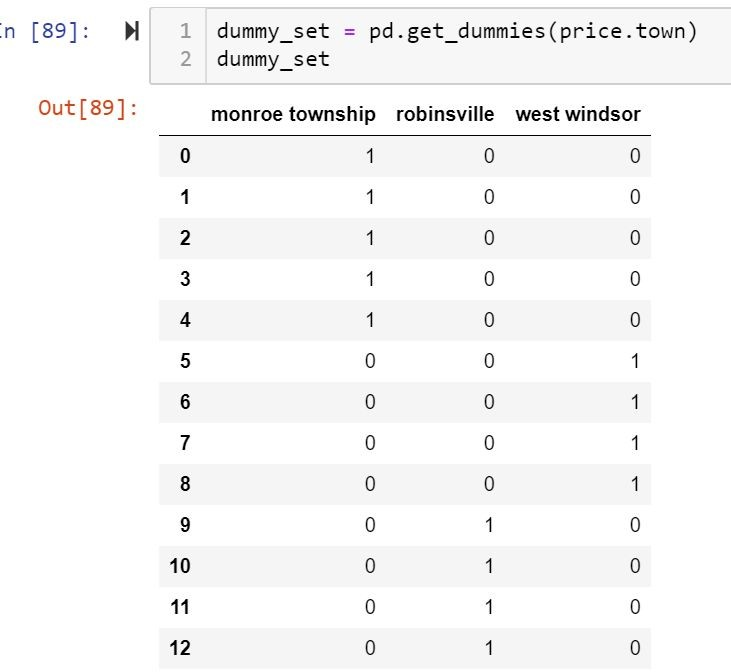 In [89]:
1 dummy_set = pd.get_dummies(price.town)
2 dummy_set
Out[89]:
monroe township robinsville west windsor
0 1 0 0
1 1 0 0
2 1 0 0
3 1 0 0
4 1 0 0
5 0 0 1
6 0 0 1
7 0 0 1
8 0 0 1
9 0 1 0
10 0 1 0
11 0 1 0
12 0 1 0